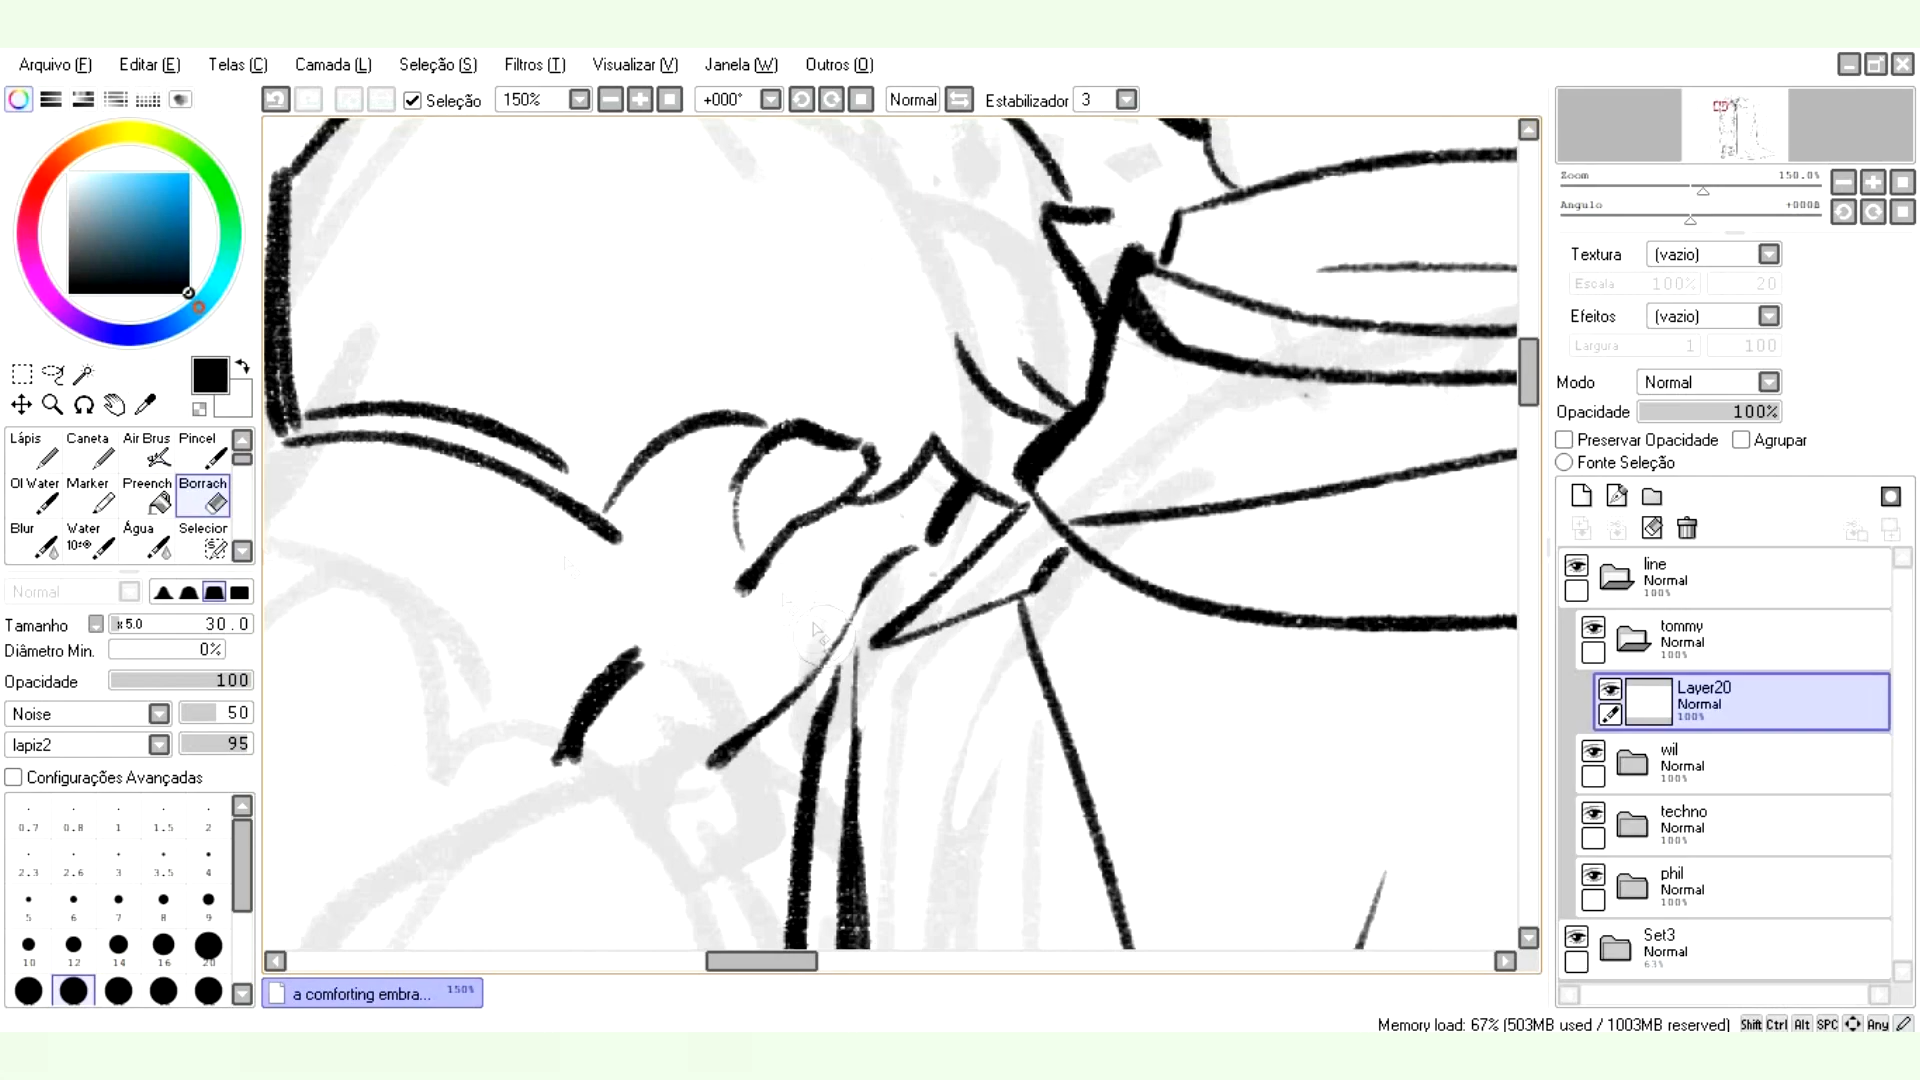 Arquivo (F) Editar (E) Telas (C) Camada (L) Seleção (S) Filtros (T) Visualizar (V) Janela (W) Outros (O)
Seleção 150% +000° Normal Estabilizador 3
Zoom 150.0%
Angulo +000
Textura (vazio)
Escala 100% 20
Efeitos (vazio)
Largura 1 100
Modo Normal
Opacidade 100%
Preservar Opacidade Agrupar
Fonte Seleção
Lápis Caneta Air Brus Pincel
Ol Water Marker Preench Borrach
Blur Water Água Selecior
Normal
Tamanho x 5.0 30.0
Diâmetro Min. 0%
Opacidade 100
Noise 50
lapiz2 95
Configurações Avançadas
0.7 0.8 1 1.5 2
2.3 2.6 3 3.5 4
5 6 7 8 9
10 12 14 16 20
line
Normal
100%
tommy
Normal
100%
Layer20
Normal
100%
wil
Normal
100%
techno
Normal
100%
phil
Normal
100%
Set3
Normal
63%
a comforting embra... 150%
Memory load: 67% (503MB used / 1003MB reserved) Shift Ctrl Alt SPC Any